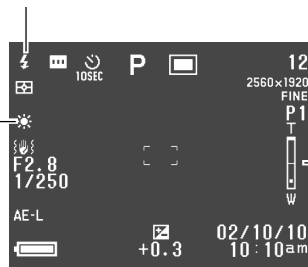 10SEC P 12
2560×1920
FINE
P1
T
F2.8
1/250
W
AE-L
02/10/10
+0.3 10:10am